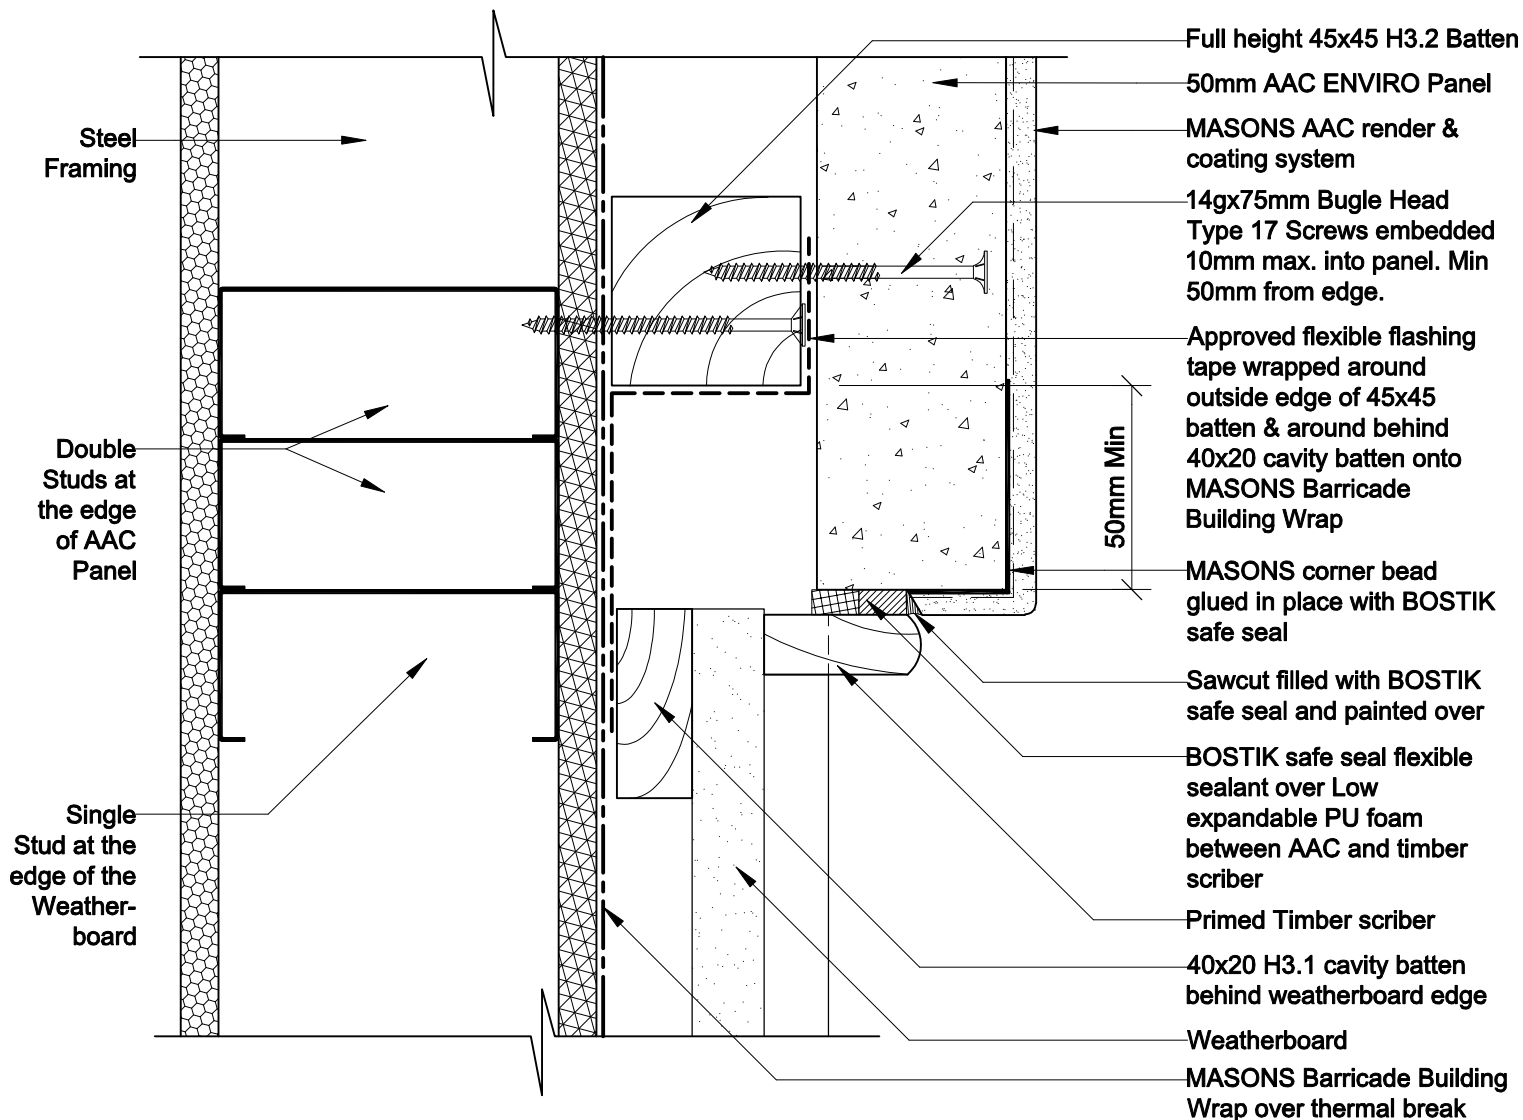 Steel
Framing
Double
Studs at
the edge
of AAC
Panel
Single
Stud at the
edge of the
Weather-
board
50mm Min
Full height 45x45 H3.2 Batten
50mm AAC ENVIRO Panel
MASONS AAC render &
coating system
14gx75mm Bugle Head
Type 17 Screws embedded
10mm max. into panel. Min
50mm from edge.
Approved flexible flashing
tape wrapped around
outside edge of 45x45
batten & around behind
40x20 cavity batten onto
MASONS Barricade
Building Wrap
MASONS corner bead
glued in place with BOSTIK
safe seal
Sawcut filled with BOSTIK
safe seal and painted over
BOSTIK safe seal flexible
sealant over Low
expandable PU foam
between AAC and timber
scriber
Primed Timber scriber
40x20 H3.1 cavity batten
behind weatherboard edge
Weatherboard
MASONS Barricade Building
Wrap over thermal break